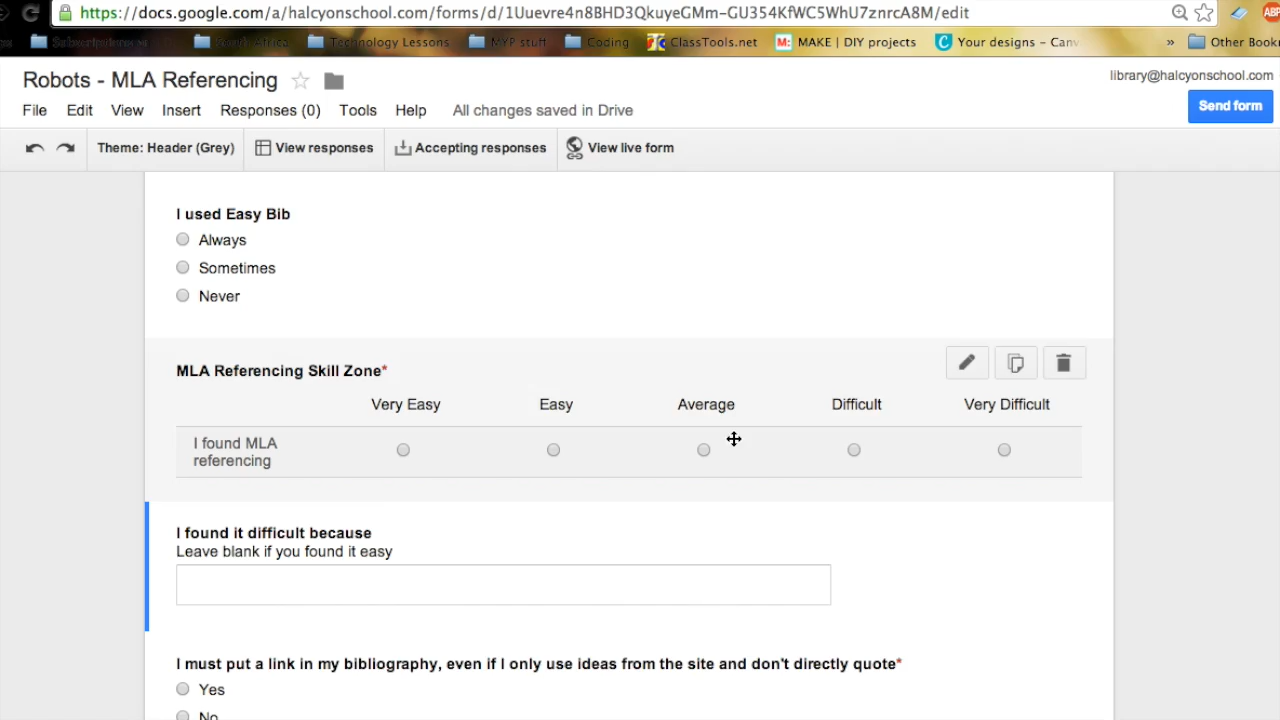 https://docs.google.com/a/halcyonschool.com/forms/d/1Uuevre4n8BHD3QkuyeGMm-GU354KfWC5WhU7znrcA8M/edit
ABP
Subscriptions South Africa Technology Lessons MYP stuff Coding ClassTools.net M: MAKE | DIY projects C Your designs – Canv » Other Book
Robots - MLA Referencing
library@halcyonschool.com
File Edit View Insert Responses (0) Tools Help All changes saved in Drive
Send form
Theme: Header (Grey) View responses Accepting responses View live form
I used Easy Bib
Always
Sometimes
Never
MLA Referencing Skill Zone*
Very Easy Easy Average Difficult Very Difficult
I found MLA
referencing
I found it difficult because
Leave blank if you found it easy
I must put a link in my bibliography, even if I only use ideas from the site and don't directly quote*
Yes
No